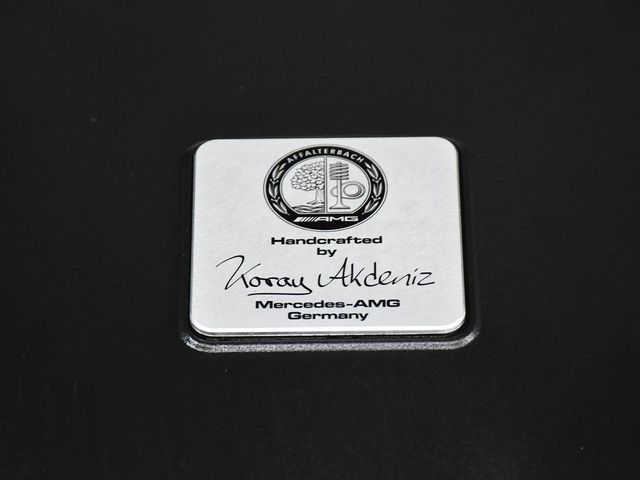 AFFALTERBACH
AMG
Handcrafted
by
Koray Akdeniz
Mercedes-AMG
Germany